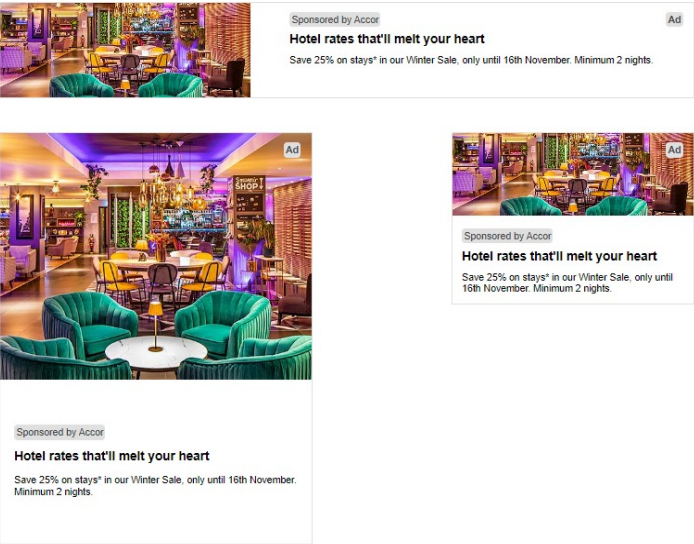 Sponsored by Accor
Ad
Hotel rates that'll melt your heart
Save 25% on stays* in our Winter Sale, only until 16th November. Minimum 2 nights.
Ad
SHOP
Sponsored by Accor
Hotel rates that'll melt your heart
Save 25% on stays* in our Winter Sale, only until 16th November.
Minimum 2 nights.
Ad
Sponsored by Accor
Hotel rates that'll melt your heart
Save 25% on stays* in our Winter Sale, only until
16th November. Minimum 2 nights.